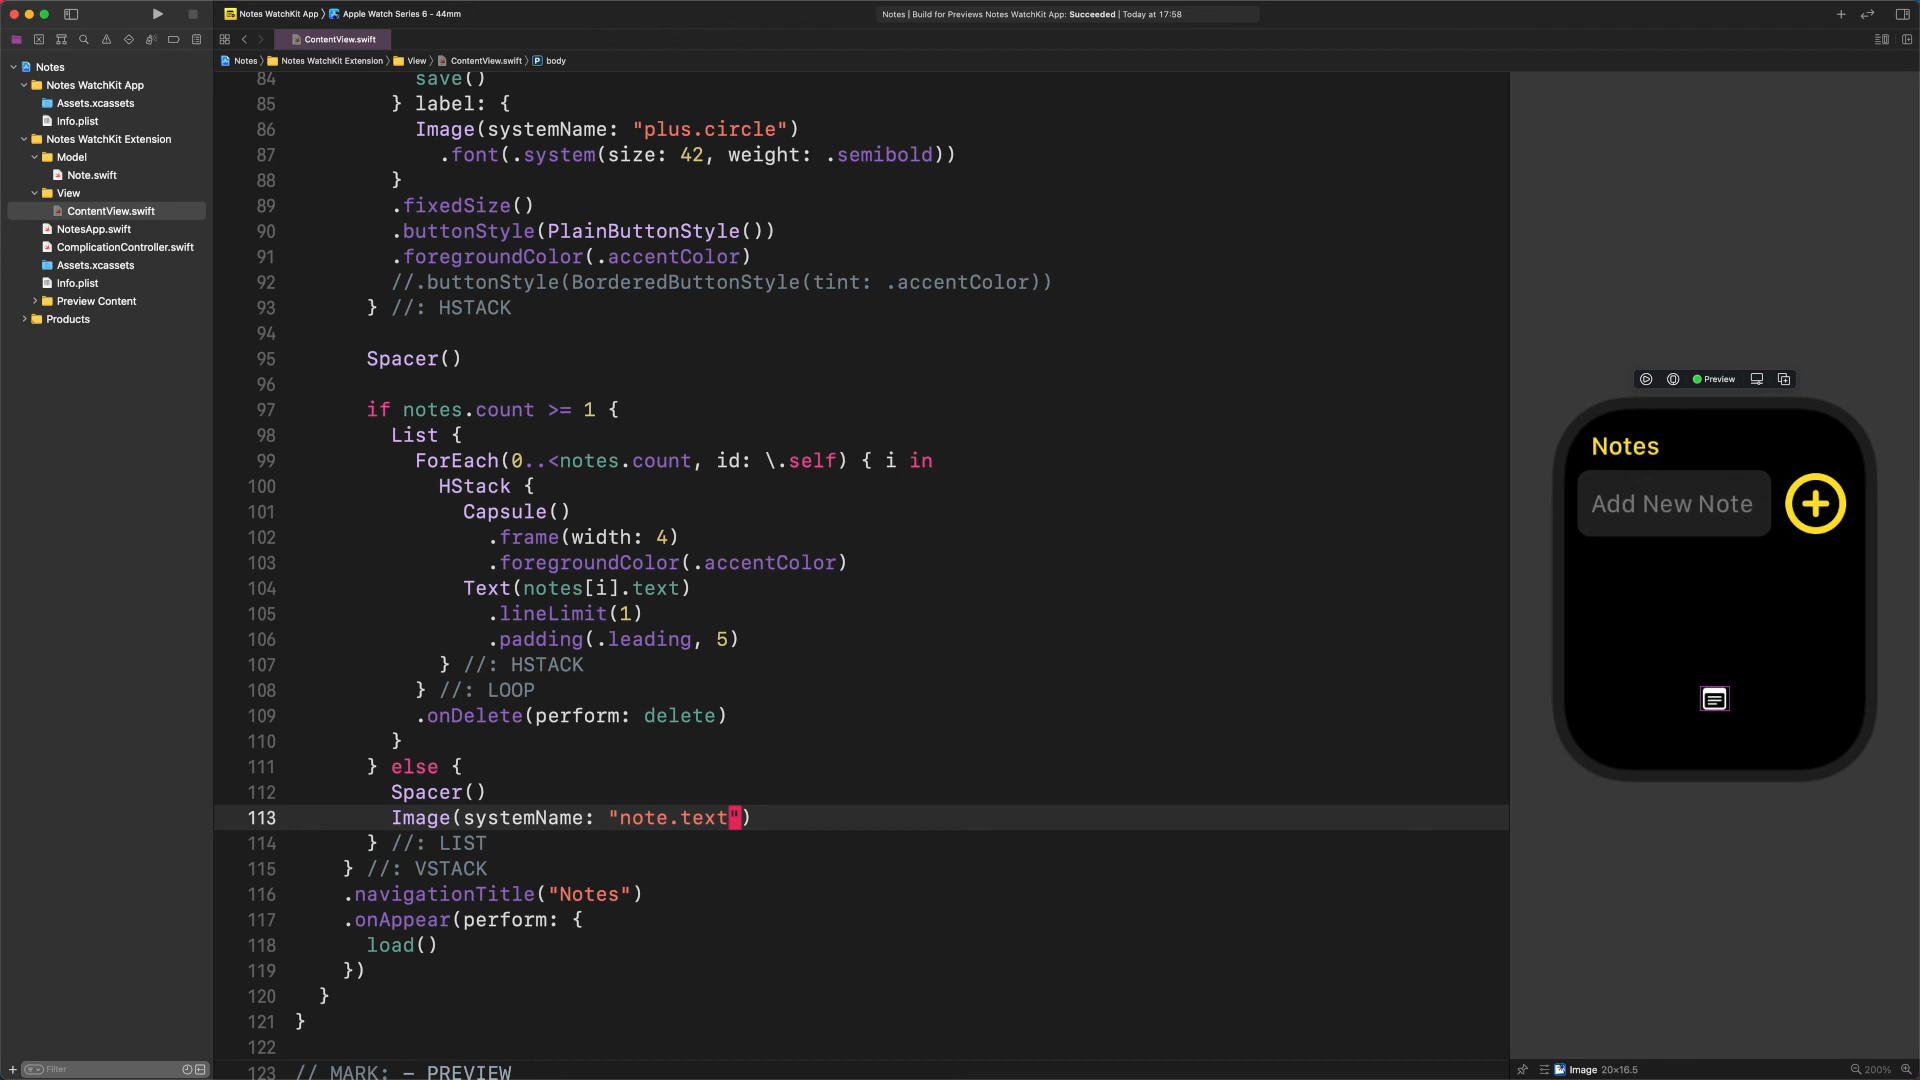 Notes WatchKit App ⟩ Apple Watch Series 6 - 44mm
Notes | Build for Previews Notes WatchKit App: Succeeded | Today at 17:58
ContentView.swift
Notes ⟩ Notes WatchKit Extension ⟩ View ⟩ ContentView.swift ⟩ P body
Notes
Notes WatchKit App
Assets.xcassets
Info.plist
Notes WatchKit Extension
Model
Note.swift
View
ContentView.swift
NotesApp.swift
ComplicationController.swift
Assets.xcassets
Info.plist
Preview Content
Products
Filter
84 save()
85 } label: {
86 Image(systemName: "plus.circle")
87 .font(.system(size: 42, weight: .semibold))
88 }
89 .fixedSize()
90 .buttonStyle(PlainButtonStyle())
91 .foregroundColor(.accentColor)
92 //.buttonStyle(BorderedButtonStyle(tint: .accentColor))
93 } //: HSTACK
94
95 Spacer()
96
97 if notes.count >= 1 {
98 List {
99 ForEach(0..<notes.count, id: \.self) { i in
100 HStack {
101 Capsule()
102 .frame(width: 4)
103 .foregroundColor(.accentColor)
104 Text(notes[i].text)
105 .lineLimit(1)
106 .padding(.leading, 5)
107 } //: HSTACK
108 } //: LOOP
109 .onDelete(perform: delete)
110 }
111 } else {
112 Spacer()
113 Image(systemName: "note.text")
114 } //: LIST
115 } //: VSTACK
116 .navigationTitle("Notes")
117 .onAppear(perform: {
118 load()
119 })
120 }
121 }
122
123 // MARK: - PREVIEW
Preview
Notes
Add New Note
Image 20×16.5
200%